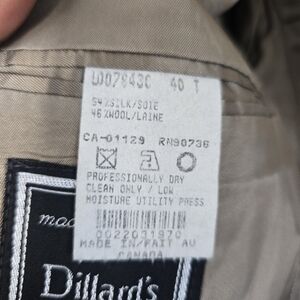 40 T
54%SILK/SOIE
46%WOOL/LAINE
CA-01129 RN90736
PROFESSIONALLY DRY
CLEAN ONLY / LOW
MOISTURE UTILITY PRESS
MADE IN/FAIT AU
CANADA
Dillard's